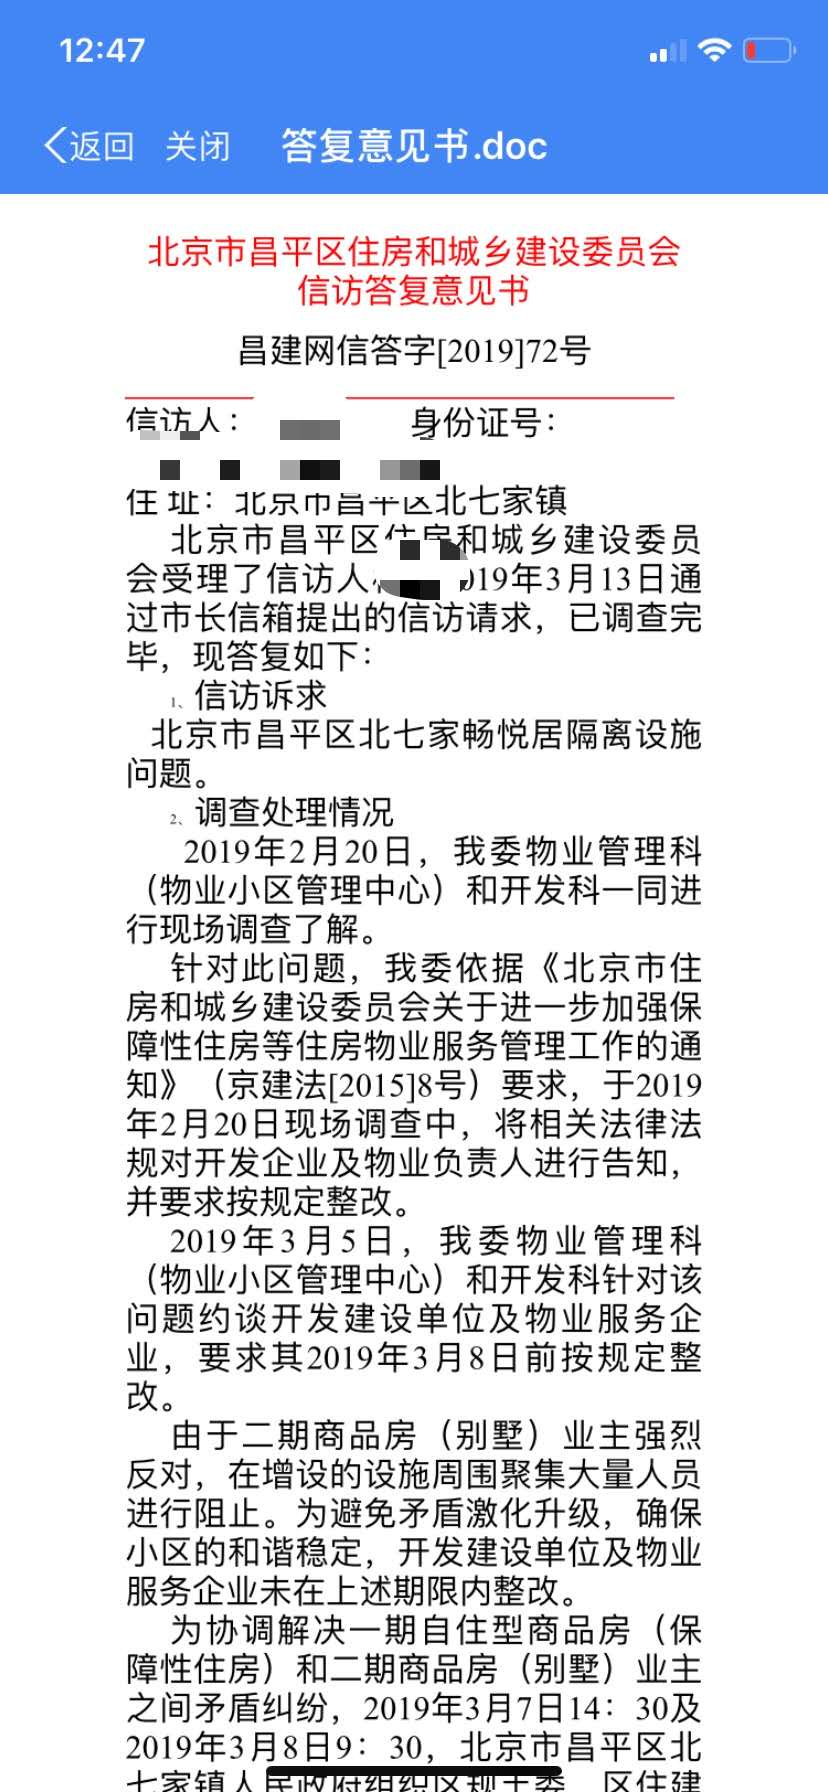 12:47
返回 关闭 答复意见书.doc
北京市昌平区住房和城乡建设委员会
信访答复意见书
昌建网信答字[2019]72号
信访人： 身份证号：
住 址：北京市昌平区北七家镇
北京市昌平区住房和城乡建设委员
会受理了信访人 019年3月13日通
过市长信箱提出的信访请求，已调查完
毕，现答复如下：
1、信访诉求
北京市昌平区北七家畅悦居隔离设施
问题。
2、调查处理情况
2019年2月20日，我委物业管理科
（物业小区管理中心）和开发科一同进
行现场调查了解。
针对此问题，我委依据《北京市住
房和城乡建设委员会关于进一步加强保
障性住房等住房物业服务管理工作的通
知》（京建法[2015]8号）要求，于2019
年2月20日现场调查中，将相关法律法
规对开发企业及物业负责人进行告知，
并要求按规定整改。
2019年3月5日，我委物业管理科
（物业小区管理中心）和开发科针对该
问题约谈开发建设单位及物业服务企
业，要求其2019年3月8日前按规定整
改。
由于二期商品房（别墅）业主强烈
反对，在增设的设施周围聚集大量人员
进行阻止。为避免矛盾激化升级，确保
小区的和谐稳定，开发建设单位及物业
服务企业未在上述期限内整改。
为协调解决一期自住型商品房（保
障性住房）和二期商品房（别墅）业主
之间矛盾纠纷，2019年3月7日14：30及
2019年3月8日9：30，北京市昌平区北
七家镇人民政府组织区规土委、区住建